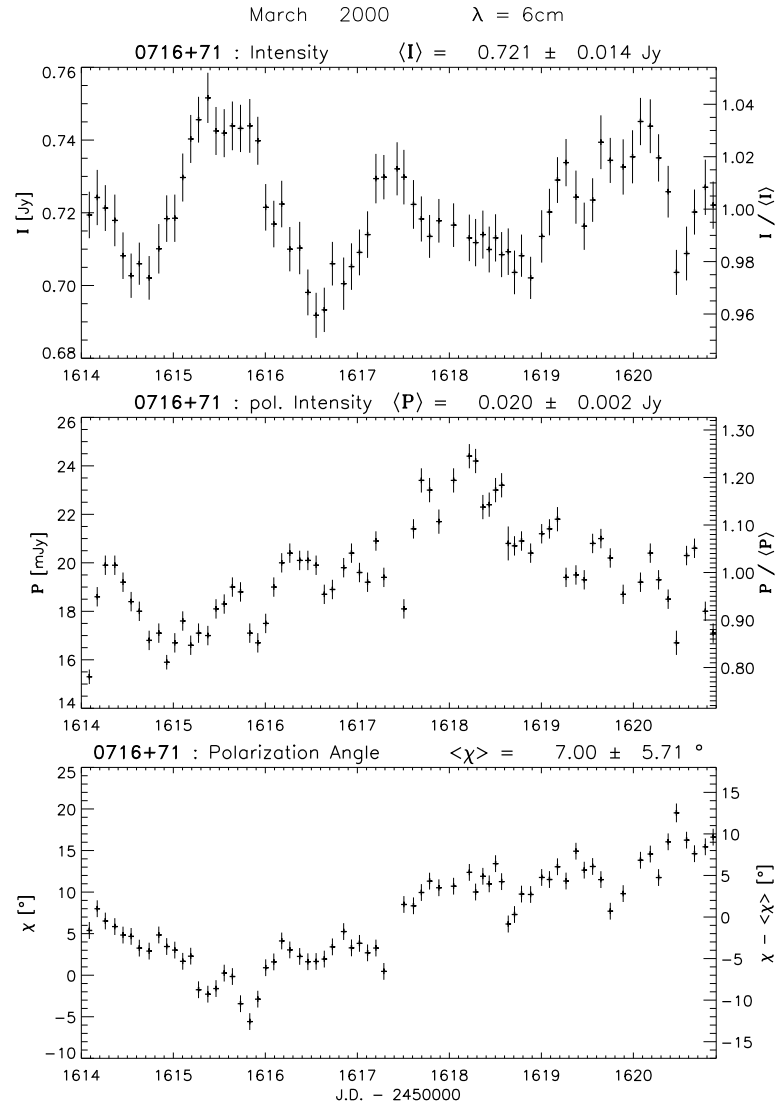 March 2000 λ = 6cm
0716+71 : Intensity ⟨I⟩ = 0.721 ± 0.014 Jy
0.76
0.74
0.72
0.70
0.68
I [Jy]
1.04
1.02
1.00
0.98
0.96
I / ⟨I⟩
1614 1615 1616 1617 1618 1619 1620
0716+71 : pol. Intensity ⟨P⟩ = 0.020 ± 0.002 Jy
26
24
22
20
18
16
14
P [mJy]
1.30
1.20
1.10
1.00
0.90
0.80
P / ⟨P⟩
1614 1615 1616 1617 1618 1619 1620
0716+71 : Polarization Angle <χ> = 7.00 ± 5.71 °
25
20
15
10
5
0
−5
−10
χ [°]
15
10
5
0
−5
−10
−15
χ − <χ> [°]
1614 1615 1616 1617 1618 1619 1620
J.D. − 2450000